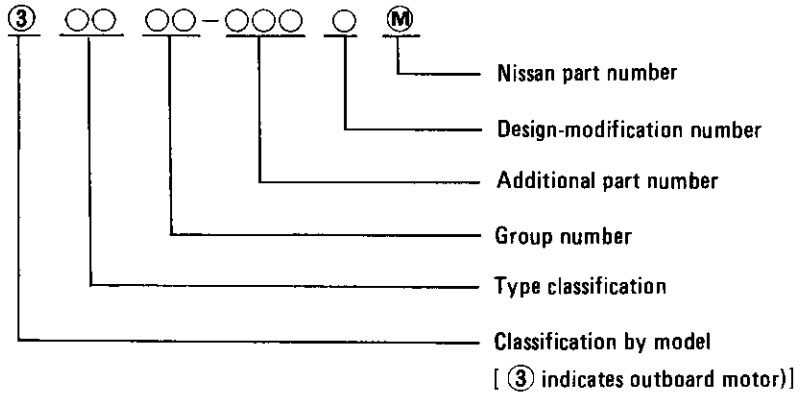 ③ ○○ ○○-○○○ ○ Ⓜ
Nissan part number
Design-modification number
Additional part number
Group number
Type classification
Classification by model
[ ③ indicates outboard motor)]